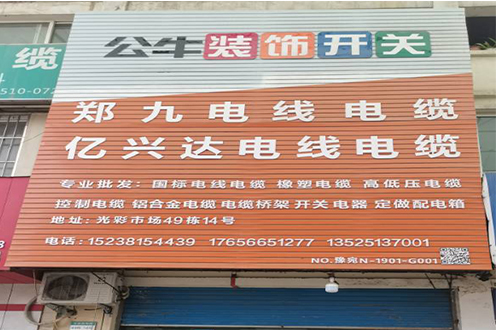 公牛装饰开关
缆
510-072
郑九电线电缆
亿兴达电线电缆
专业批发：国标电线电缆 橡塑电缆 高低压电缆
控制电缆 铝合金电缆 电缆桥架 开关电器 定做配电箱
地址：光彩市场49栋14号
电话：15238154439 17656651277 13525137001
NO.豫宛N-1901-G001